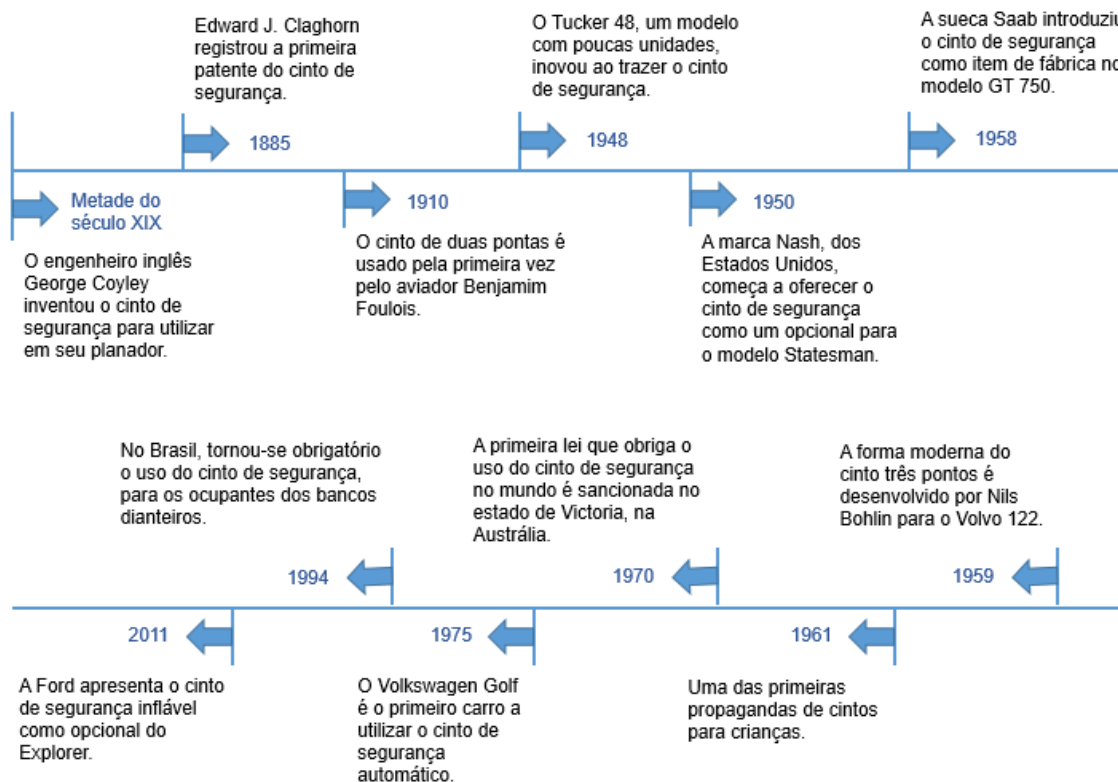 Edward J. Claghorn
registrou a primeira
patente do cinto de
segurança.
1885
O Tucker 48, um modelo
com poucas unidades,
inovou ao trazer o cinto
de segurança.
1948
A sueca Saab introduziu
o cinto de segurança
como item de fábrica no
modelo GT 750.
1958
Metade do
século XIX
O engenheiro inglês
George Coyley
inventou o cinto de
segurança para utilizar
em seu planador.
1910
O cinto de duas pontas é
usado pela primeira vez
pelo aviador Benjamim
Foulois.
1950
A marca Nash, dos
Estados Unidos,
começa a oferecer o
cinto de segurança
como um opcional para
o modelo Statesman.
No Brasil, tornou-se obrigatório
o uso do cinto de segurança,
para os ocupantes dos bancos
dianteiros.
1994
A primeira lei que obriga o
uso do cinto de segurança
no mundo é sancionada no
estado de Victoria, na
Austrália.
1970
A forma moderna do
cinto três pontos é
desenvolvido por Nils
Bohlin para o Volvo 122.
1959
2011
A Ford apresenta o cinto
de segurança inflável
como opcional do
Explorer.
1975
O Volkswagen Golf
é o primeiro carro a
utilizar o cinto de
segurança
automático.
1961
Uma das primeiras
propagandas de cintos
para crianças.